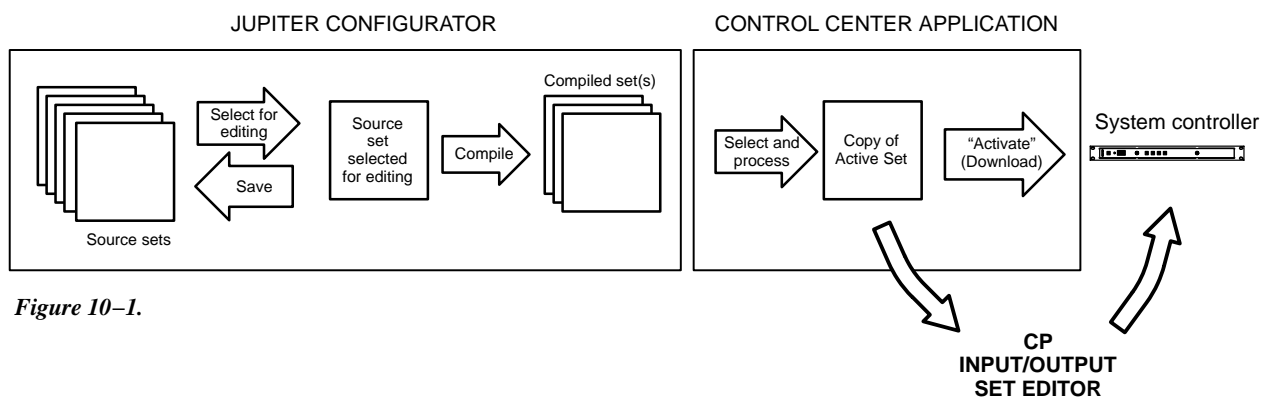 JUPITER CONFIGURATOR
CONTROL CENTER APPLICATION
Source sets
Select for
editing
Save
Source
set
selected
for editing
Compile
Compiled set(s)
Select and
process
Copy of
Active Set
“Activate”
(Download)
System controller
Figure 10–1.
CP
INPUT/OUTPUT
SET EDITOR